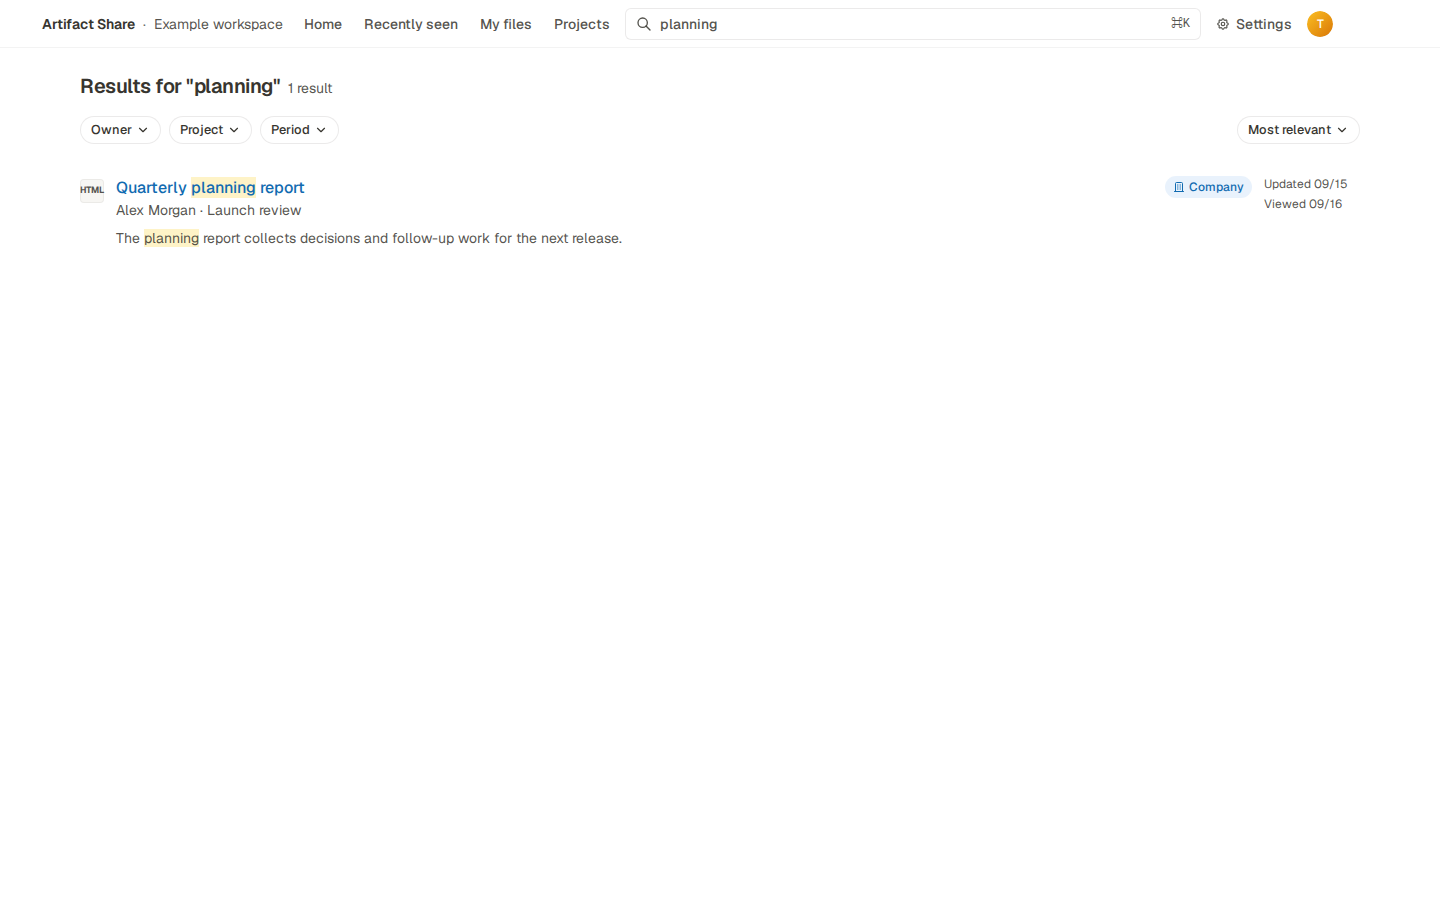 Artifact Share · Example workspace Home Recently seen My files Projects planning ⌘K Settings T
Results for "planning" 1 result
Owner Project Period Most relevant
HTML Quarterly planning report Company Updated 09/15
Alex Morgan · Launch review Viewed 09/16
The planning report collects decisions and follow-up work for the next release.